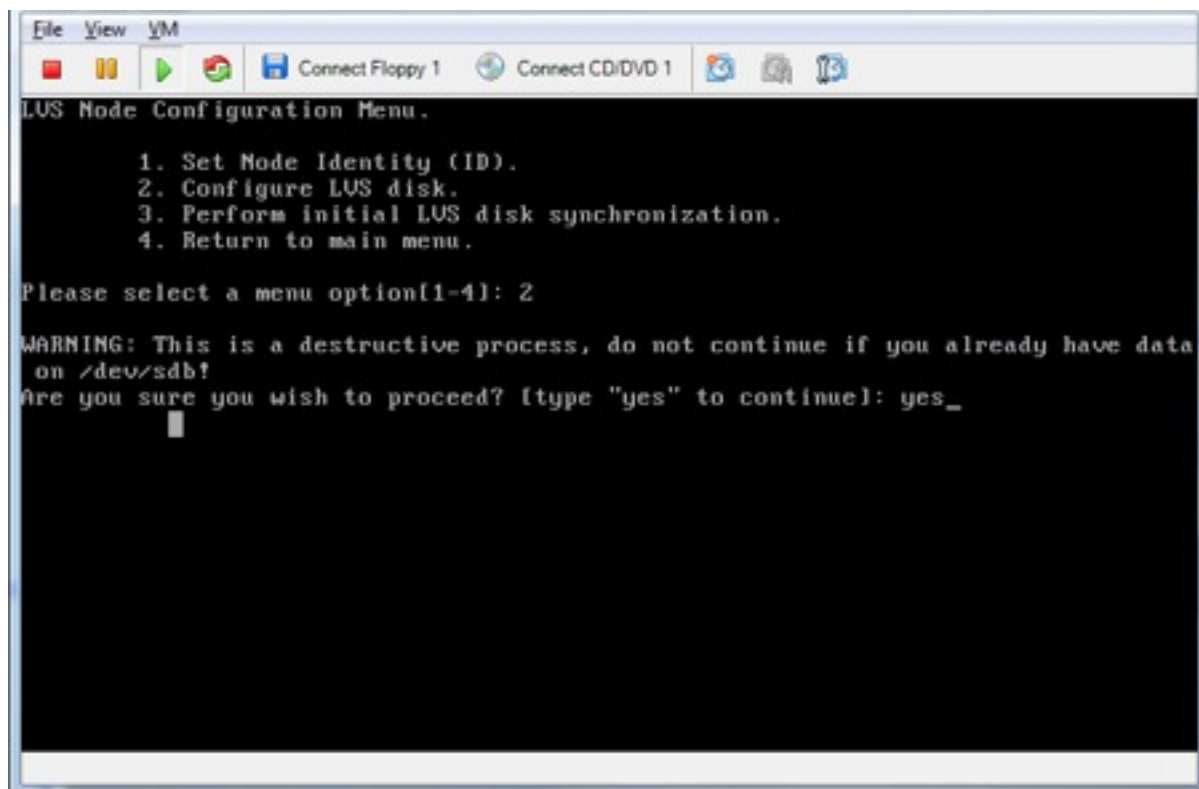 File View VM
Connect Floppy 1 Connect CD/DVD 1
LVS Node Configuration Menu.
1. Set Node Identity (ID).
2. Configure LVS disk.
3. Perform initial LVS disk synchronization.
4. Return to main menu.
Please select a menu option[1-4]: 2
WARNING: This is a destructive process, do not continue if you already have data
on /dev/sdb!
Are you sure you wish to proceed? [type "yes" to continue]: yes_